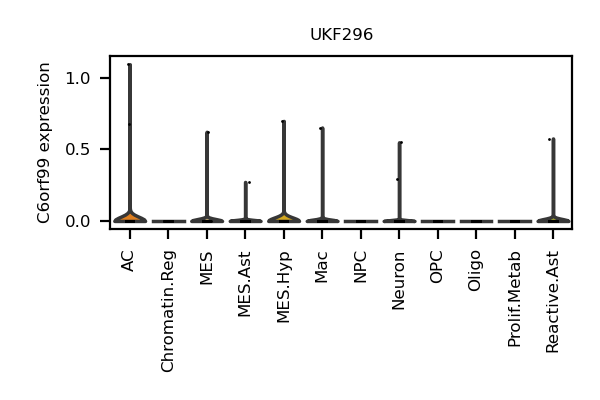 UKF296
C6orf99 expression
1.0
0.5
0.0
AC
Chromatin.Reg
MES
MES.Ast
MES.Hyp
Mac
NPC
Neuron
OPC
Oligo
Prolif.Metab
Reactive.Ast